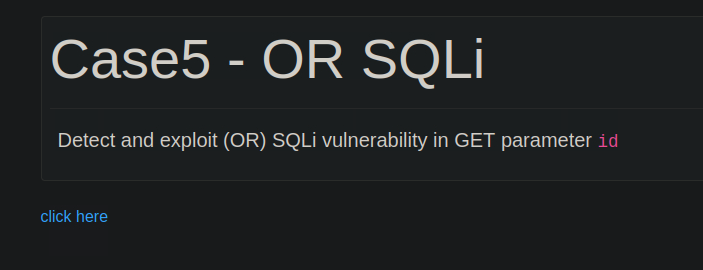 Case5 - OR SQLi
Detect and exploit (OR) SQLi vulnerability in GET parameter id
click here